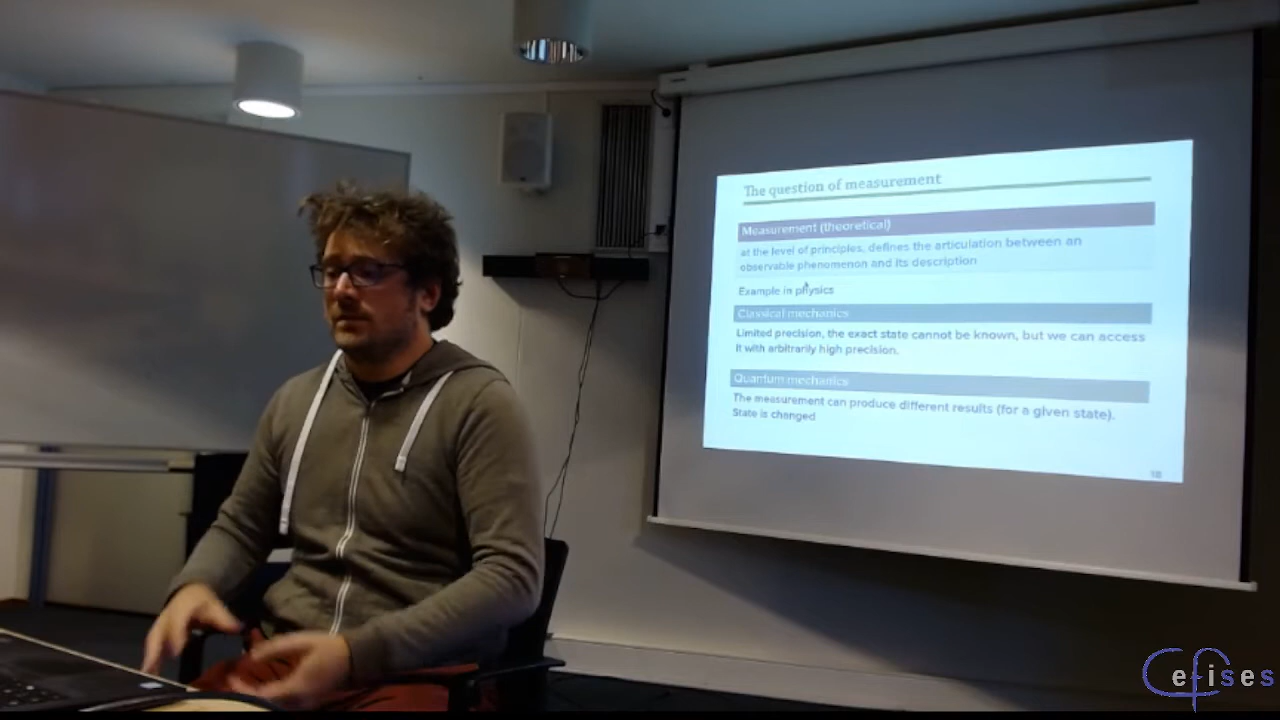 The question of measurement
Measurement (theoretical)
at the level of principles, defines the articulation between an
observable phenomenon and its description
Example in physics
Classical mechanics
Limited precision, the exact state cannot be known, but we can access
it with arbitrarily high precision.
Quantum mechanics
The measurement can produce different results (for a given state).
State is changed
18
Cefises